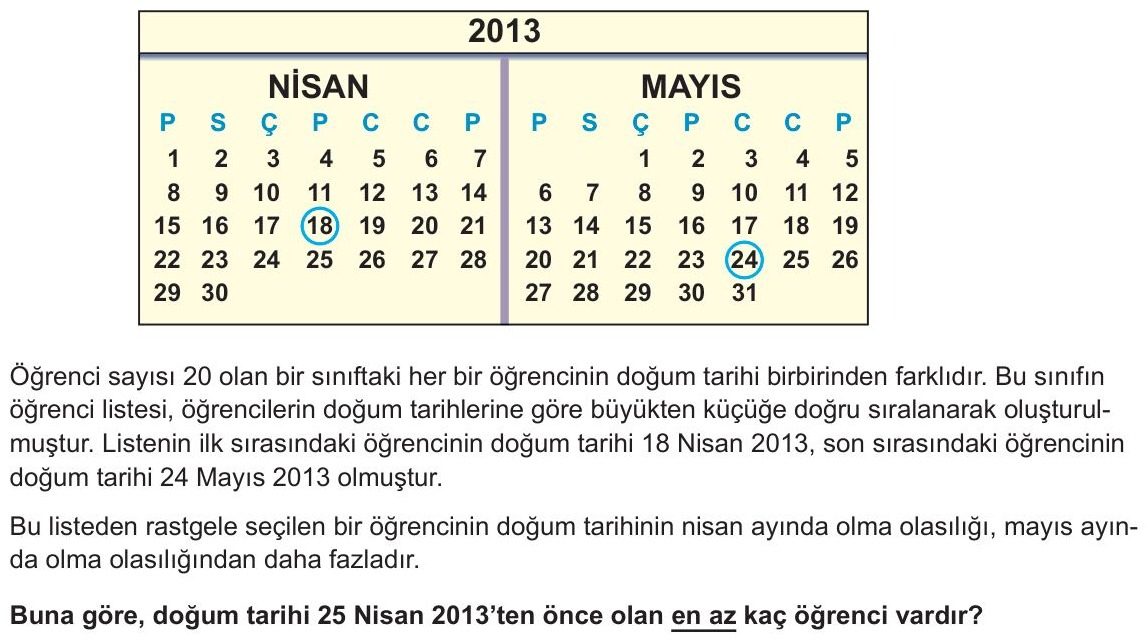 2013
NİSAN MAYIS
P S Ç P C C P P S Ç P C C P
1 2 3 4 5 6 7 1 2 3 4 5
8 9 10 11 12 13 14 6 7 8 9 10 11 12
15 16 17 18 19 20 21 13 14 15 16 17 18 19
22 23 24 25 26 27 28 20 21 22 23 24 25 26
29 30 27 28 29 30 31
Öğrenci sayısı 20 olan bir sınıftaki her bir öğrencinin doğum tarihi birbirinden farklıdır. Bu sınıfın
öğrenci listesi, öğrencilerin doğum tarihlerine göre büyükten küçüğe doğru sıralanarak oluşturul-
muştur. Listenin ilk sırasındaki öğrencinin doğum tarihi 18 Nisan 2013, son sırasındaki öğrencinin
doğum tarihi 24 Mayıs 2013 olmuştur.
Bu listeden rastgele seçilen bir öğrencinin doğum tarihinin nisan ayında olma olasılığı, mayıs ayın-
da olma olasılığından daha fazladır.
Buna göre, doğum tarihi 25 Nisan 2013’ten önce olan en az kaç öğrenci vardır?